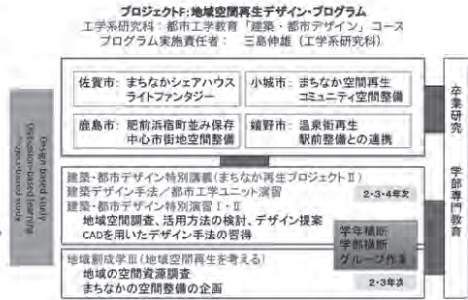 プロジェクトF:地域空間再生デザイン・プログラム
工学系研究科:都市工学教育「建築・都市デザイン」コース
プログラム実施責任者: 三島伸雄(工学系研究科)
佐賀市: まちなかシェアハウス
ライトファンタジー
小城市: まちなか空間再生
コミュニティ空間整備
鹿島市: 肥前浜宿町並み保存
中心市街地空間整備
嬉野市: 温泉街再生
駅前整備との連携
卒業研究
Design-based study
Discussion-based learning
建築・都市デザイン特別講義(まちなか再生プロジェクトⅡ)
建築デザイン手法/都市工学ユニット演習
建築・都市デザイン特別演習Ⅰ・Ⅱ
地域空間調査、活用方法の検討、デザイン提案
CADを用いたデザイン手法の習得
2・3・4年次
学年横断
学部横断
グループ作業
地域創成学Ⅲ(地域空間再生を考える)
地域の空間資源調査
まちなかの空間整備の企画
2・3年次
学部専門教育